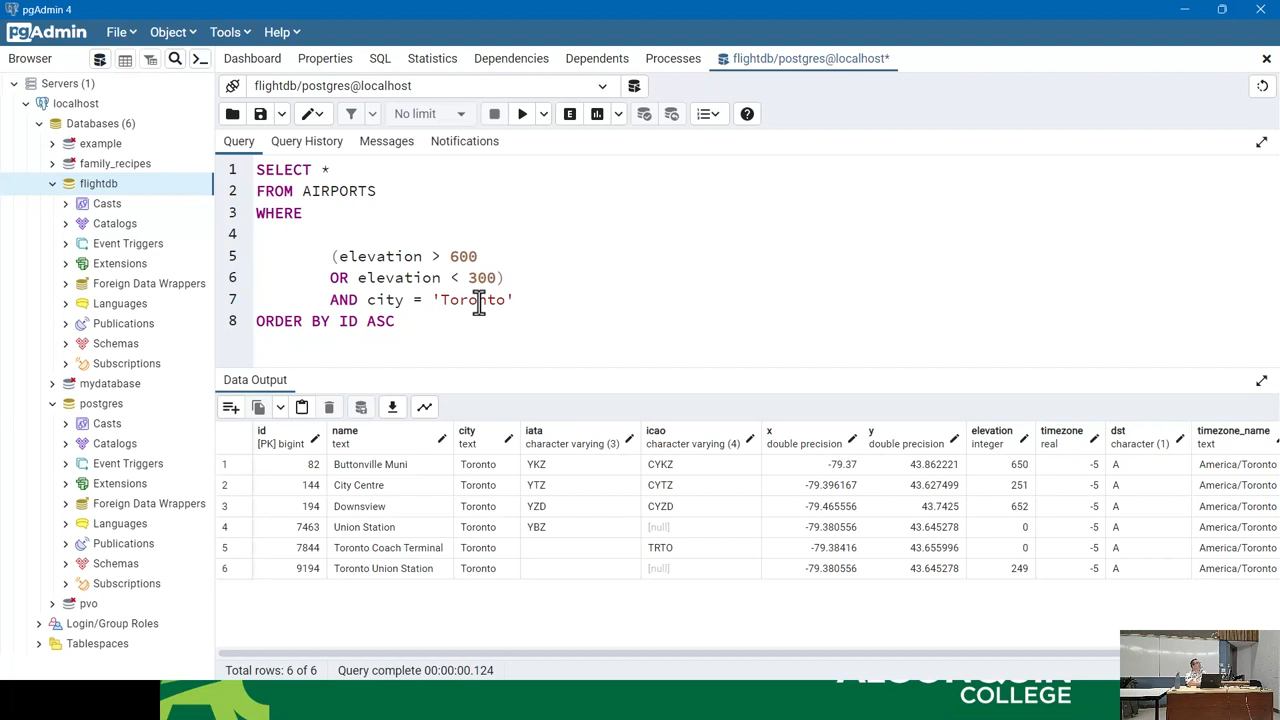 pgAdmin 4
pgAdmin File Object Tools Help
Browser Dashboard Properties SQL Statistics Dependencies Dependents Processes flightdb/postgres@localhost*
Servers (1)
localhost
Databases (6)
example
family_recipes
flightdb
Casts
Catalogs
Event Triggers
Extensions
Foreign Data Wrappers
Languages
Publications
Schemas
Subscriptions
mydatabase
postgres
Casts
Catalogs
Event Triggers
Extensions
Foreign Data Wrappers
Languages
Publications
Schemas
Subscriptions
pvo
Login/Group Roles
Tablespaces
flightdb/postgres@localhost
No limit
Query Query History Messages Notifications
1 SELECT *
2 FROM AIRPORTS
3 WHERE
4
5 (elevation > 600
6 OR elevation < 300)
7 AND city = 'Toronto'
8 ORDER BY ID ASC
Data Output
id name city iata icao x y elevation timezone dst timezone_name
[PK] bigint text text character varying (3) character varying (4) double precision double precision integer real character (1) text
1 82 Buttonville Muni Toronto YKZ CYKZ -79.37 43.862221 650 -5 A America/Toronto
2 144 City Centre Toronto YTZ CYTZ -79.396167 43.627499 251 -5 A America/Toronto
3 194 Downsview Toronto YZD CYZD -79.465556 43.7425 652 -5 A America/Toronto
4 7463 Union Station Toronto YBZ [null] -79.380556 43.645278 0 -5 A America/Toronto
5 7844 Toronto Coach Terminal Toronto TRTO -79.38416 43.655996 0 -5 A America/Toronto
6 9194 Toronto Union Station Toronto [null] -79.380556 43.645278 249 -5 A America/Toronto
Total rows: 6 of 6 Query complete 00:00:00.124
ALGONQUIN
COLLEGE